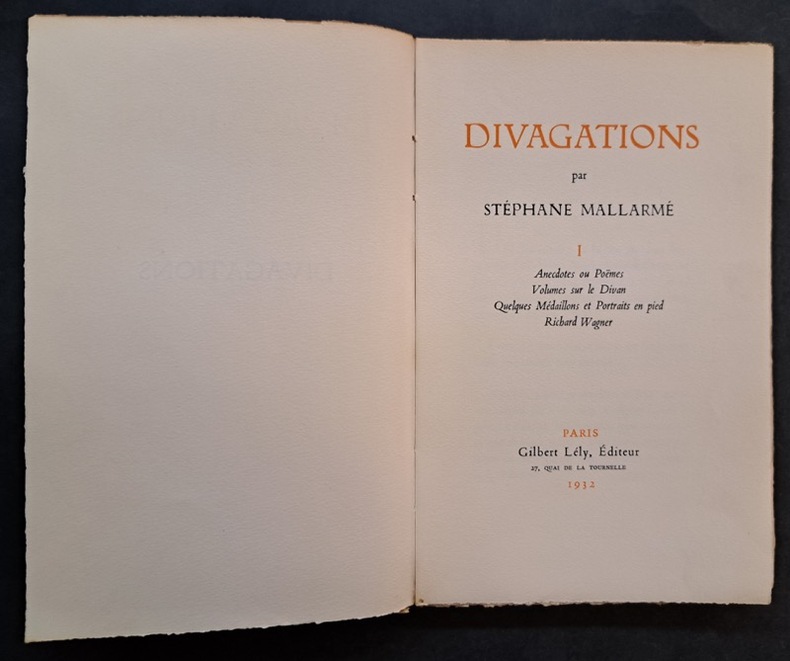 DIVAGATIONS
DIVAGATIONS
par
STÉPHANE MALLARMÉ
I
Anecdotes ou Poëmes
Volumes sur le Divan
Quelques Médaillons et Portraits en pied
Richard Wagner
PARIS
Gilbert Lély, Éditeur
27, QUAI DE LA TOURNELLE
1932